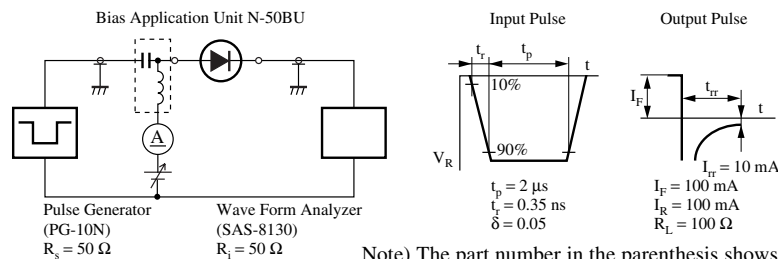 Bias Application Unit N-50BU
A
Pulse Generator
(PG-10N)
R_s = 50 Ω
Wave Form Analyzer
(SAS-8130)
R_i = 50 Ω
Input Pulse
t_r
t_p
t
10%
90%
V_R
t_p = 2 μs
t_r = 0.35 ns
δ = 0.05
Output Pulse
I_F
t_rr
t
I_rr = 10 mA
I_F = 100 mA
I_R = 100 mA
R_L = 100 Ω
Note) The part number in the parenthesis shows